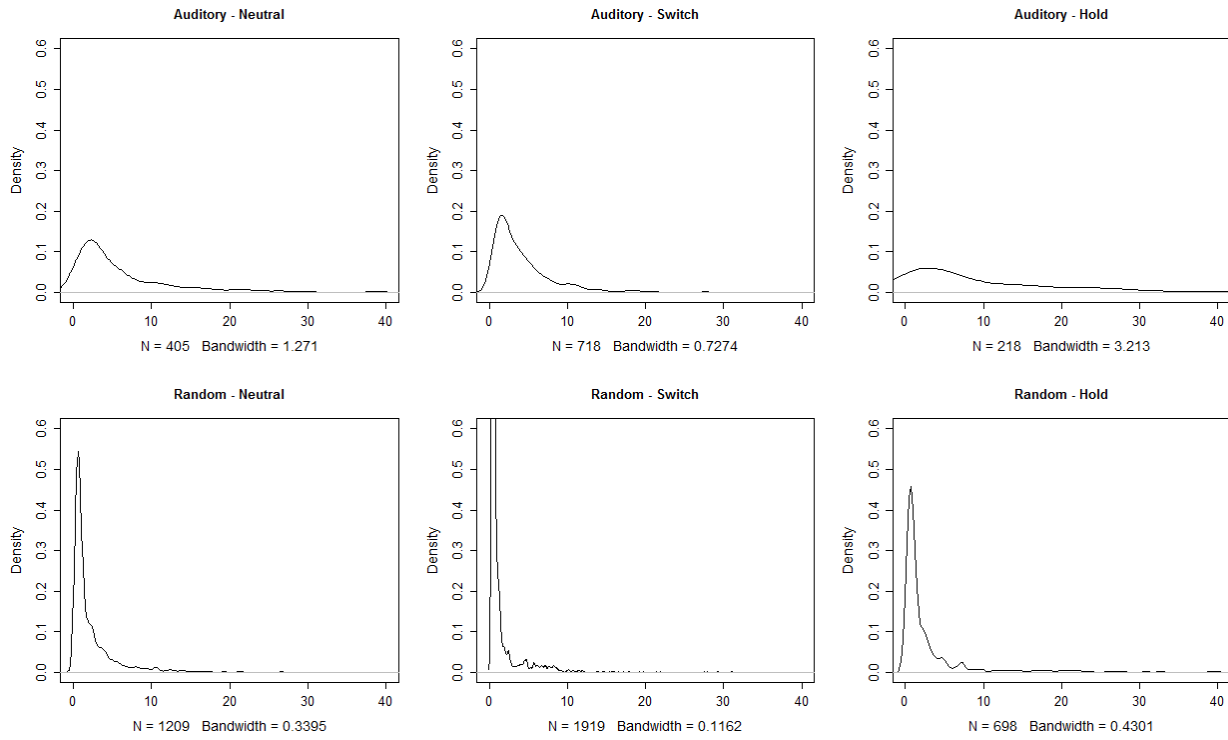 Auditory - Neutral
Auditory - Switch
Auditory - Hold
Density
0.0 0.1 0.2 0.3 0.4 0.5 0.6
0 10 20 30 40
N = 405 Bandwidth = 1.271
Density
0.0 0.1 0.2 0.3 0.4 0.5 0.6
0 10 20 30 40
N = 718 Bandwidth = 0.7274
Density
0.0 0.1 0.2 0.3 0.4 0.5 0.6
0 10 20 30 40
N = 218 Bandwidth = 3.213
Random - Neutral
Random - Switch
Random - Hold
Density
0.0 0.1 0.2 0.3 0.4 0.5 0.6
0 10 20 30 40
N = 1209 Bandwidth = 0.3395
Density
0.0 0.1 0.2 0.3 0.4 0.5 0.6
0 10 20 30 40
N = 1919 Bandwidth = 0.1162
Density
0.0 0.1 0.2 0.3 0.4 0.5 0.6
0 10 20 30 40
N = 698 Bandwidth = 0.4301